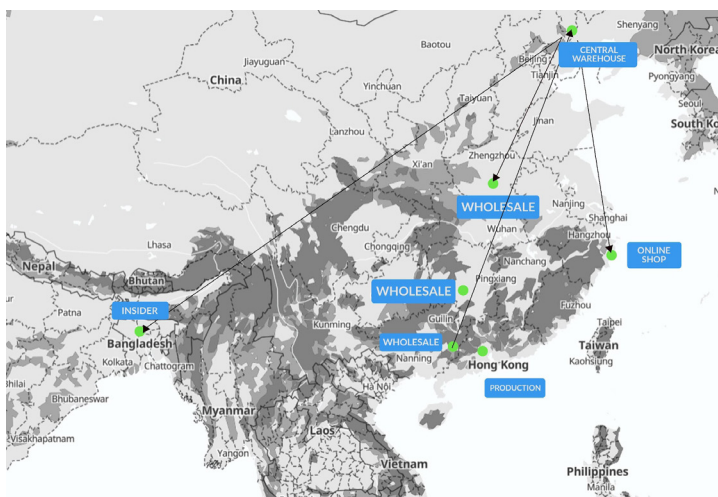 Shenyang
Baotou
CENTRAL
WAREHOUSE
North Korea
Jiayuguan
Beijing
Tianjin
China
Yinchuan
Pyongyang
Taiyuan
Seoul
Jinan
South Ko
Lanzhou
Zhengzhou
Xi'an
WHOLESALE
Nanjing
Shanghai
Chengdu
Wuhan
Hangzhou
Lhasa
Chongqing
ONLINE
SHOP
Nanchang
Nepal
Bhutan
Pingxiang
WHOLESALE
INSIDER
Fuzhou
Patna
Guilin
Kunming
Taipei
Bangladesh
WHOLESALE
Taiwan
Nanning
Kolkata
Chattogram
Hong Kong
Kaohsiung
Hà Nội
PRODUCTION
Bhilai
Bhubaneswar
Myanmar
Laos
Visakhapatnam
Yangon
Vietnam
Philippines
Manila